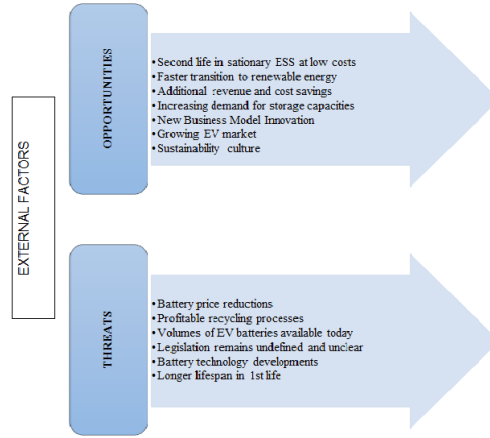 EXTERNAL FACTORS
OPPORTUNITIES
•Second life in sationary ESS at low costs
•Faster transition to renewable energy
•Additional revenue and cost savings
•Increasing demand for storage capacities
•New Business Model Innovation
•Growing EV market
•Sustainability culture
THREATS
•Battery price reductions
•Profitable recycling processes
•Volumes of EV batteries available today
•Legislation remains undefined and unclear
•Battery technology developments
•Longer lifespan in 1st life